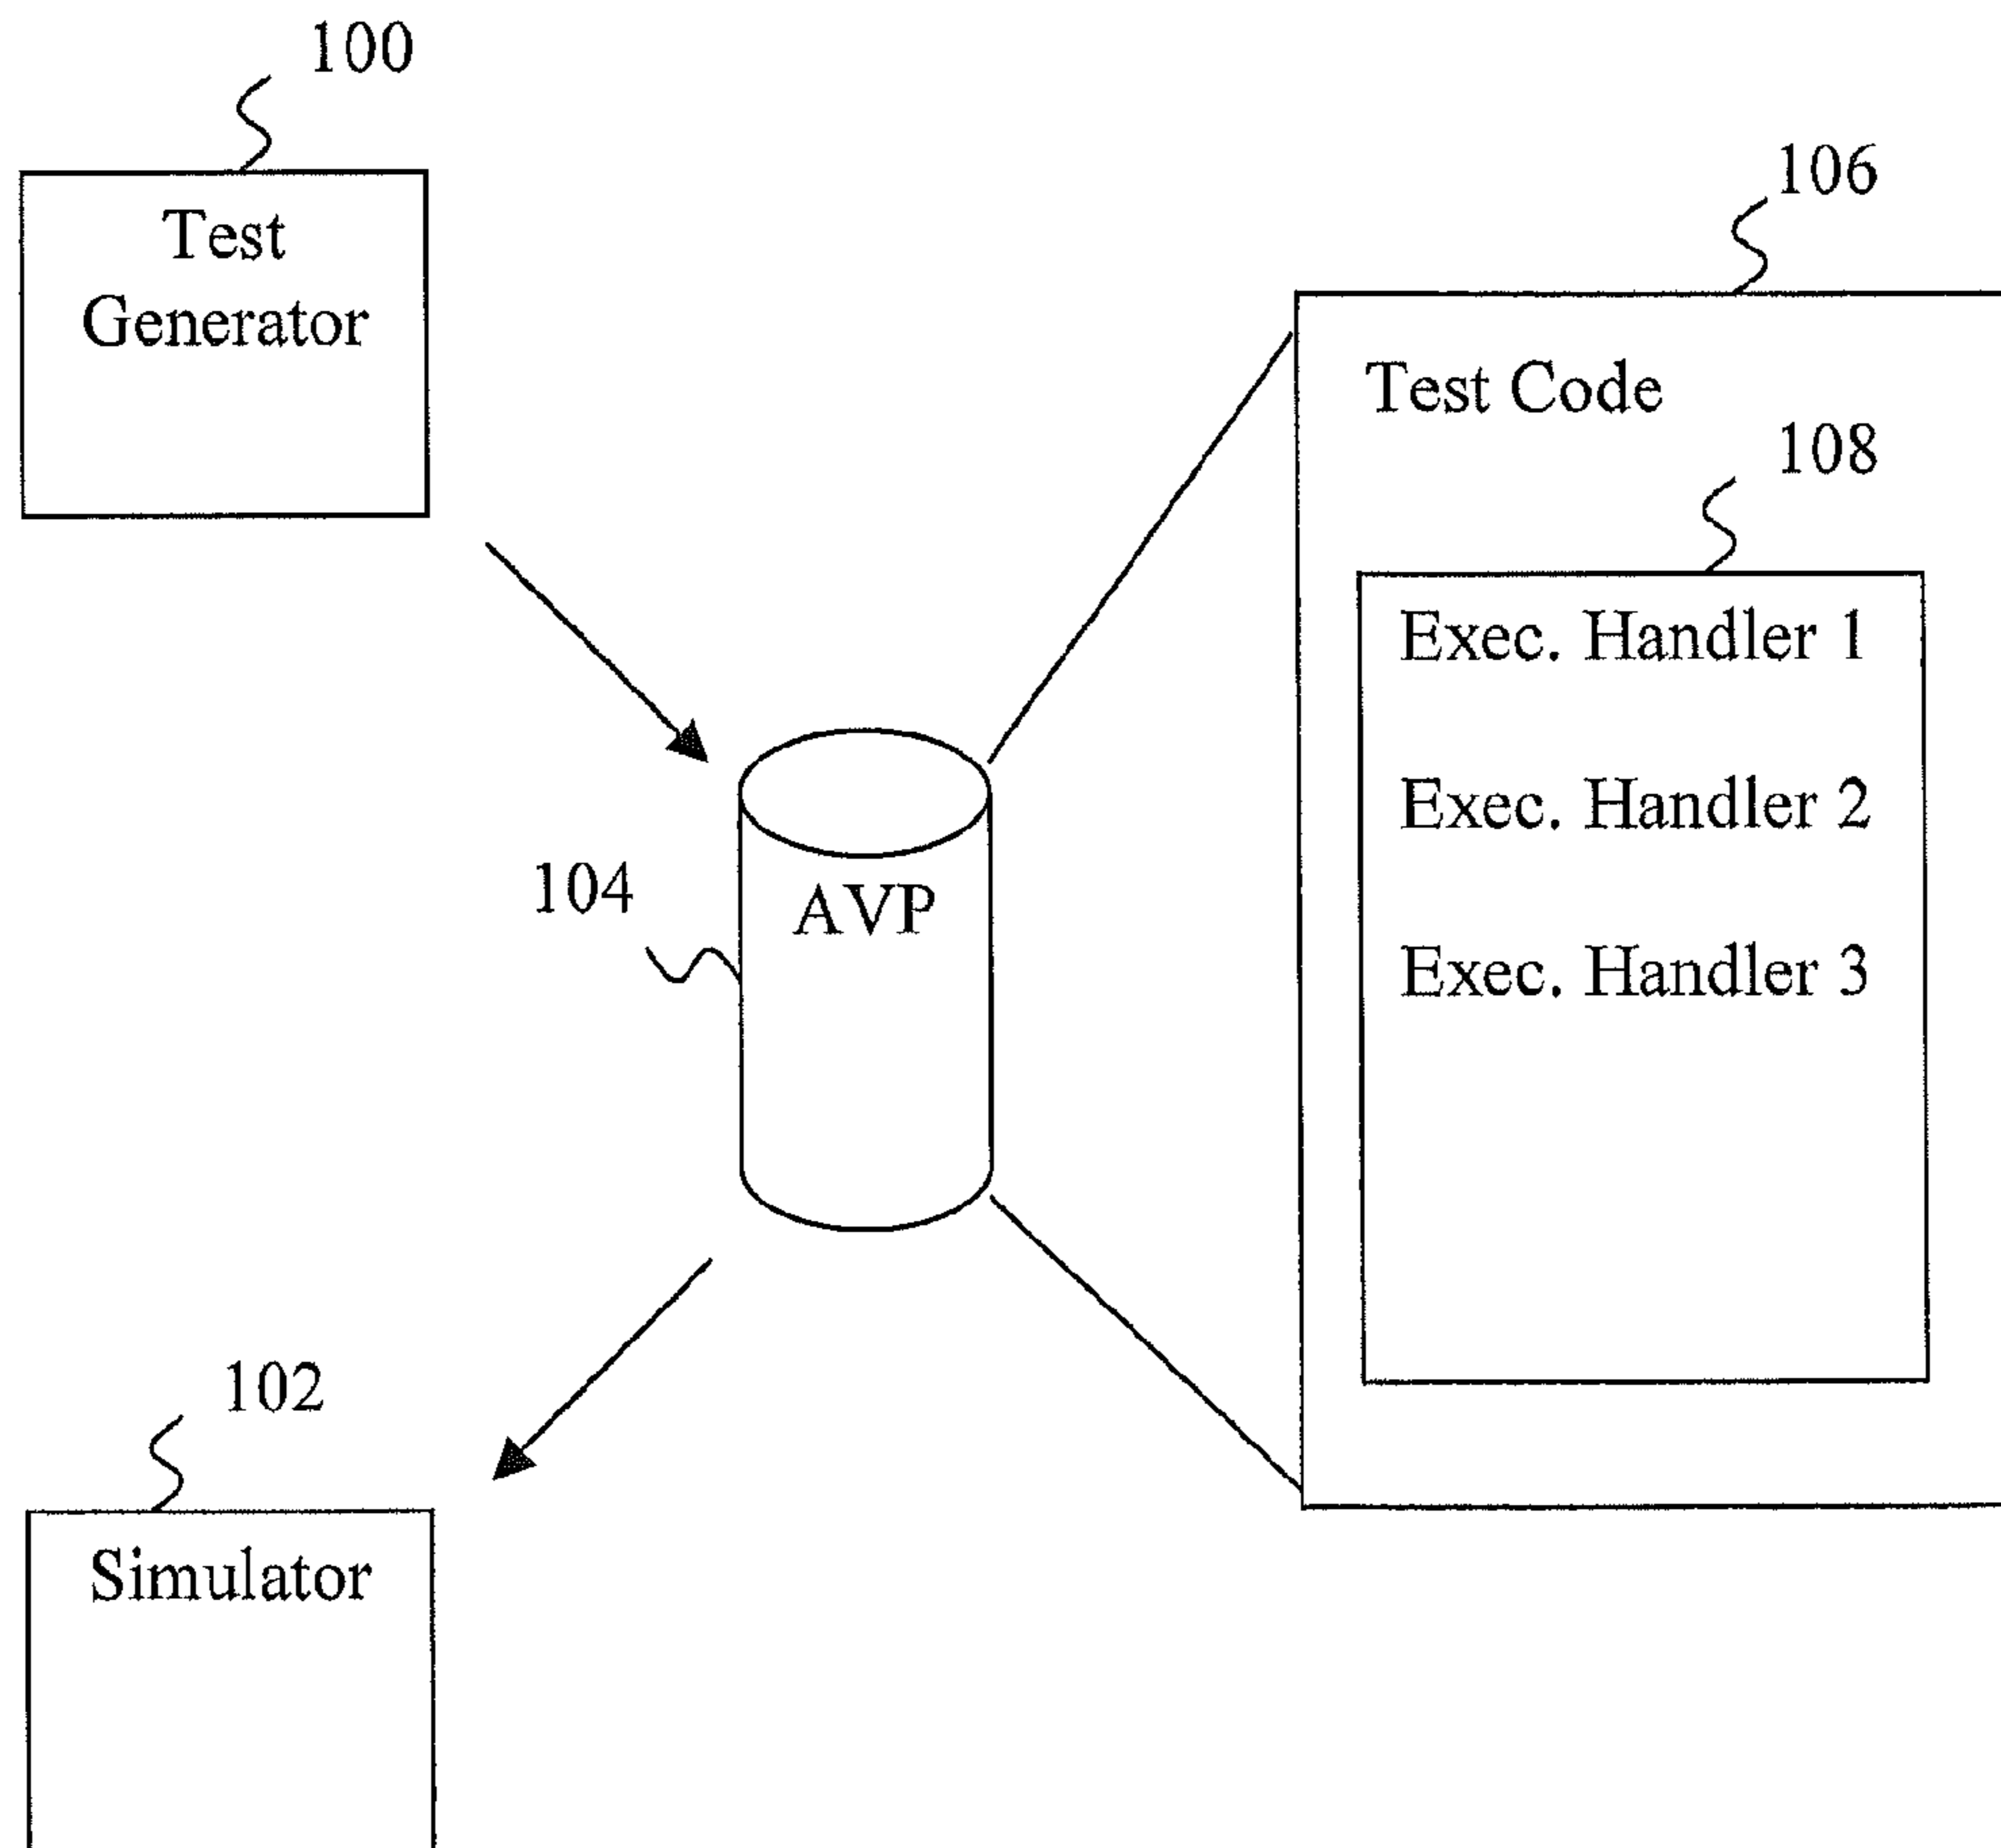 100
Test
Generator
106
Test Code
108
Exec. Handler 1
Exec. Handler 2
Exec. Handler 3
104
AVP
102
Simulator